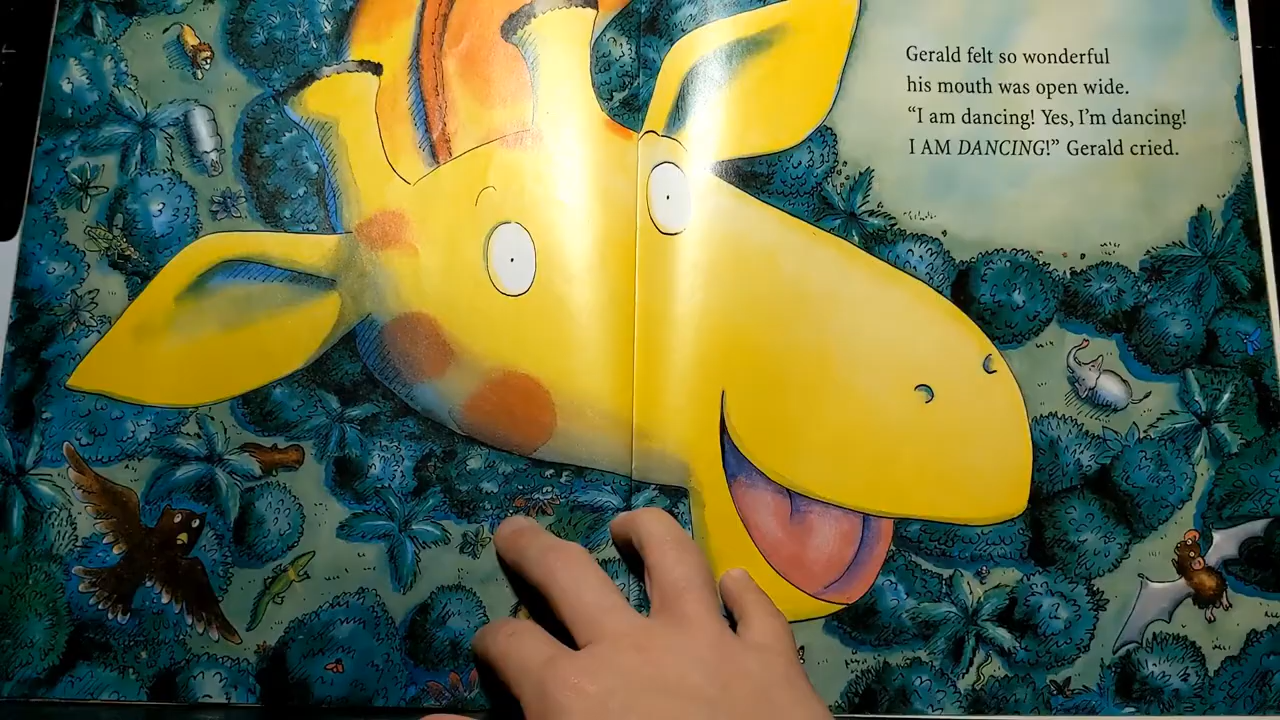 Gerald felt so wonderful
his mouth was open wide.
“I am dancing! Yes, I’m dancing!
I AM DANCING!” Gerald cried.